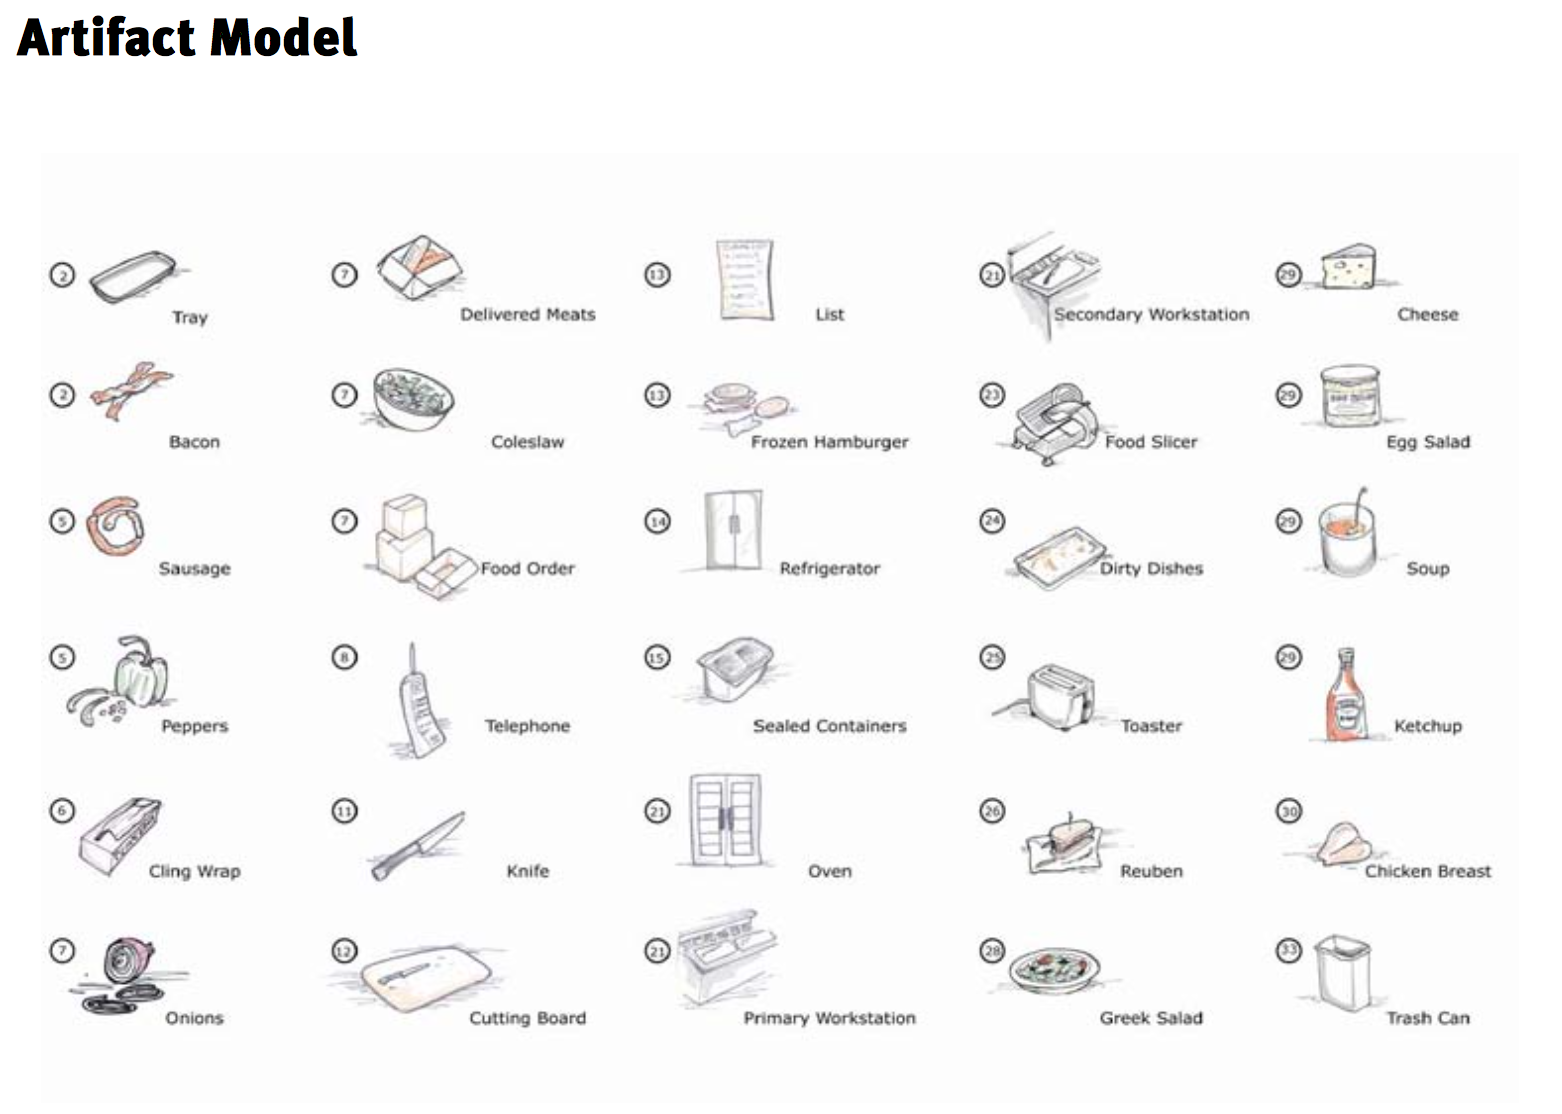 Artifact Model
2
Tray
7
Delivered Meats
13
List
21
Secondary Workstation
29
Cheese
2
Bacon
7
Coleslaw
13
Frozen Hamburger
23
Food Slicer
29
Egg Salad
5
Sausage
7
Food Order
14
Refrigerator
24
Dirty Dishes
29
Soup
5
Peppers
8
Telephone
15
Sealed Containers
25
Toaster
29
Ketchup
6
Cling Wrap
11
Knife
21
Oven
26
Reuben
30
Chicken Breast
7
Onions
12
Cutting Board
21
Primary Workstation
28
Greek Salad
33
Trash Can